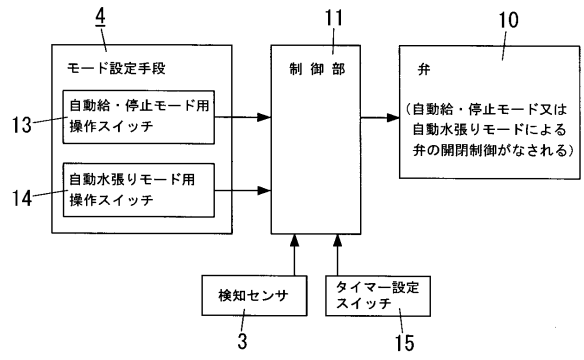 4
11
10
モード設定手段
制 御 部
弁
13
自動給・停止モード用
操作スイッチ
(自動給・停止モード又は
自動水張りモードによる
弁の開閉制御がなされる)
14
自動水張りモード用
操作スイッチ
検知センサ
タイマー設定
スイッチ
3
15